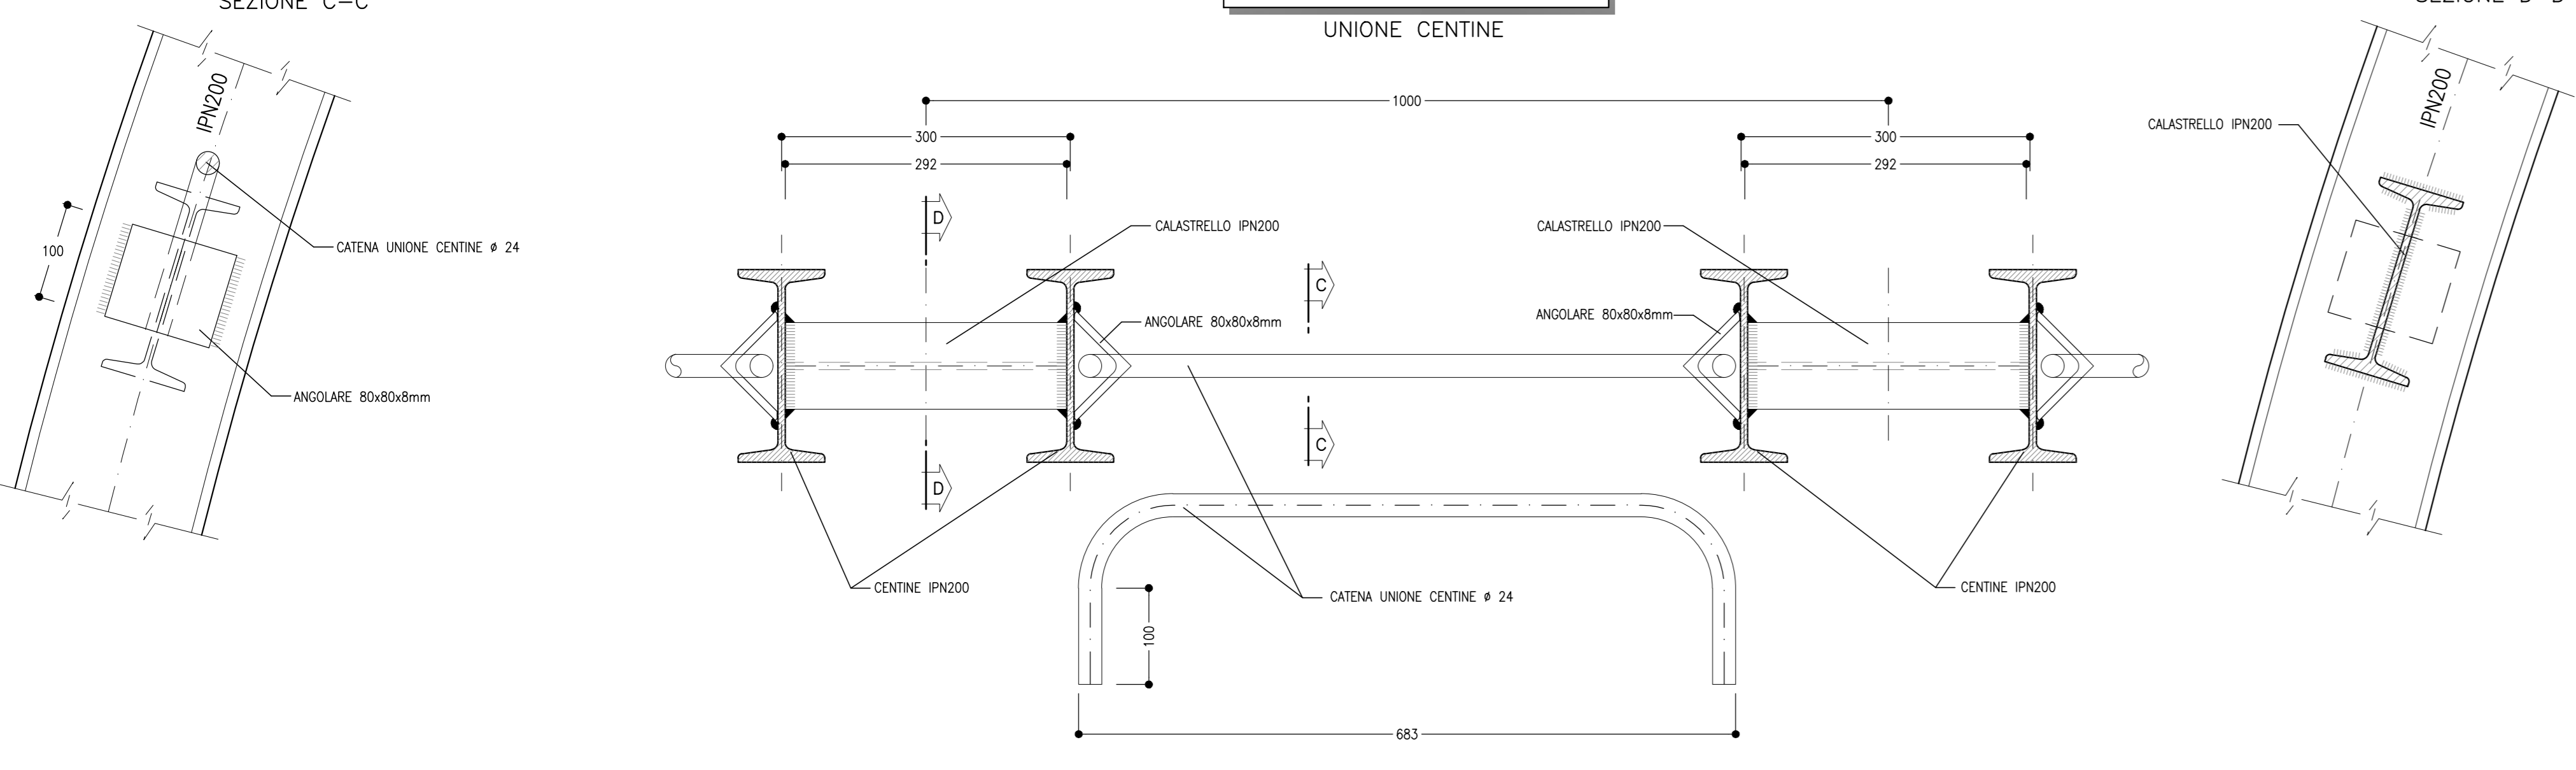 SEZIONE C-C
UNIONE CENTINE
SEZIONE D-D
IPN200
100
CATENA UNIONE CENTINE ø 24
ANGOLARE 80x80x8mm
1000
300
292
300
292
D
CALASTRELLO IPN200
C
ANGOLARE 80x80x8mm
CALASTRELLO IPN200
ANGOLARE 80x80x8mm
C
D
CENTINE IPN200
CATENA UNIONE CENTINE ø 24
CENTINE IPN200
100
683
IPN200
CALASTRELLO IPN200